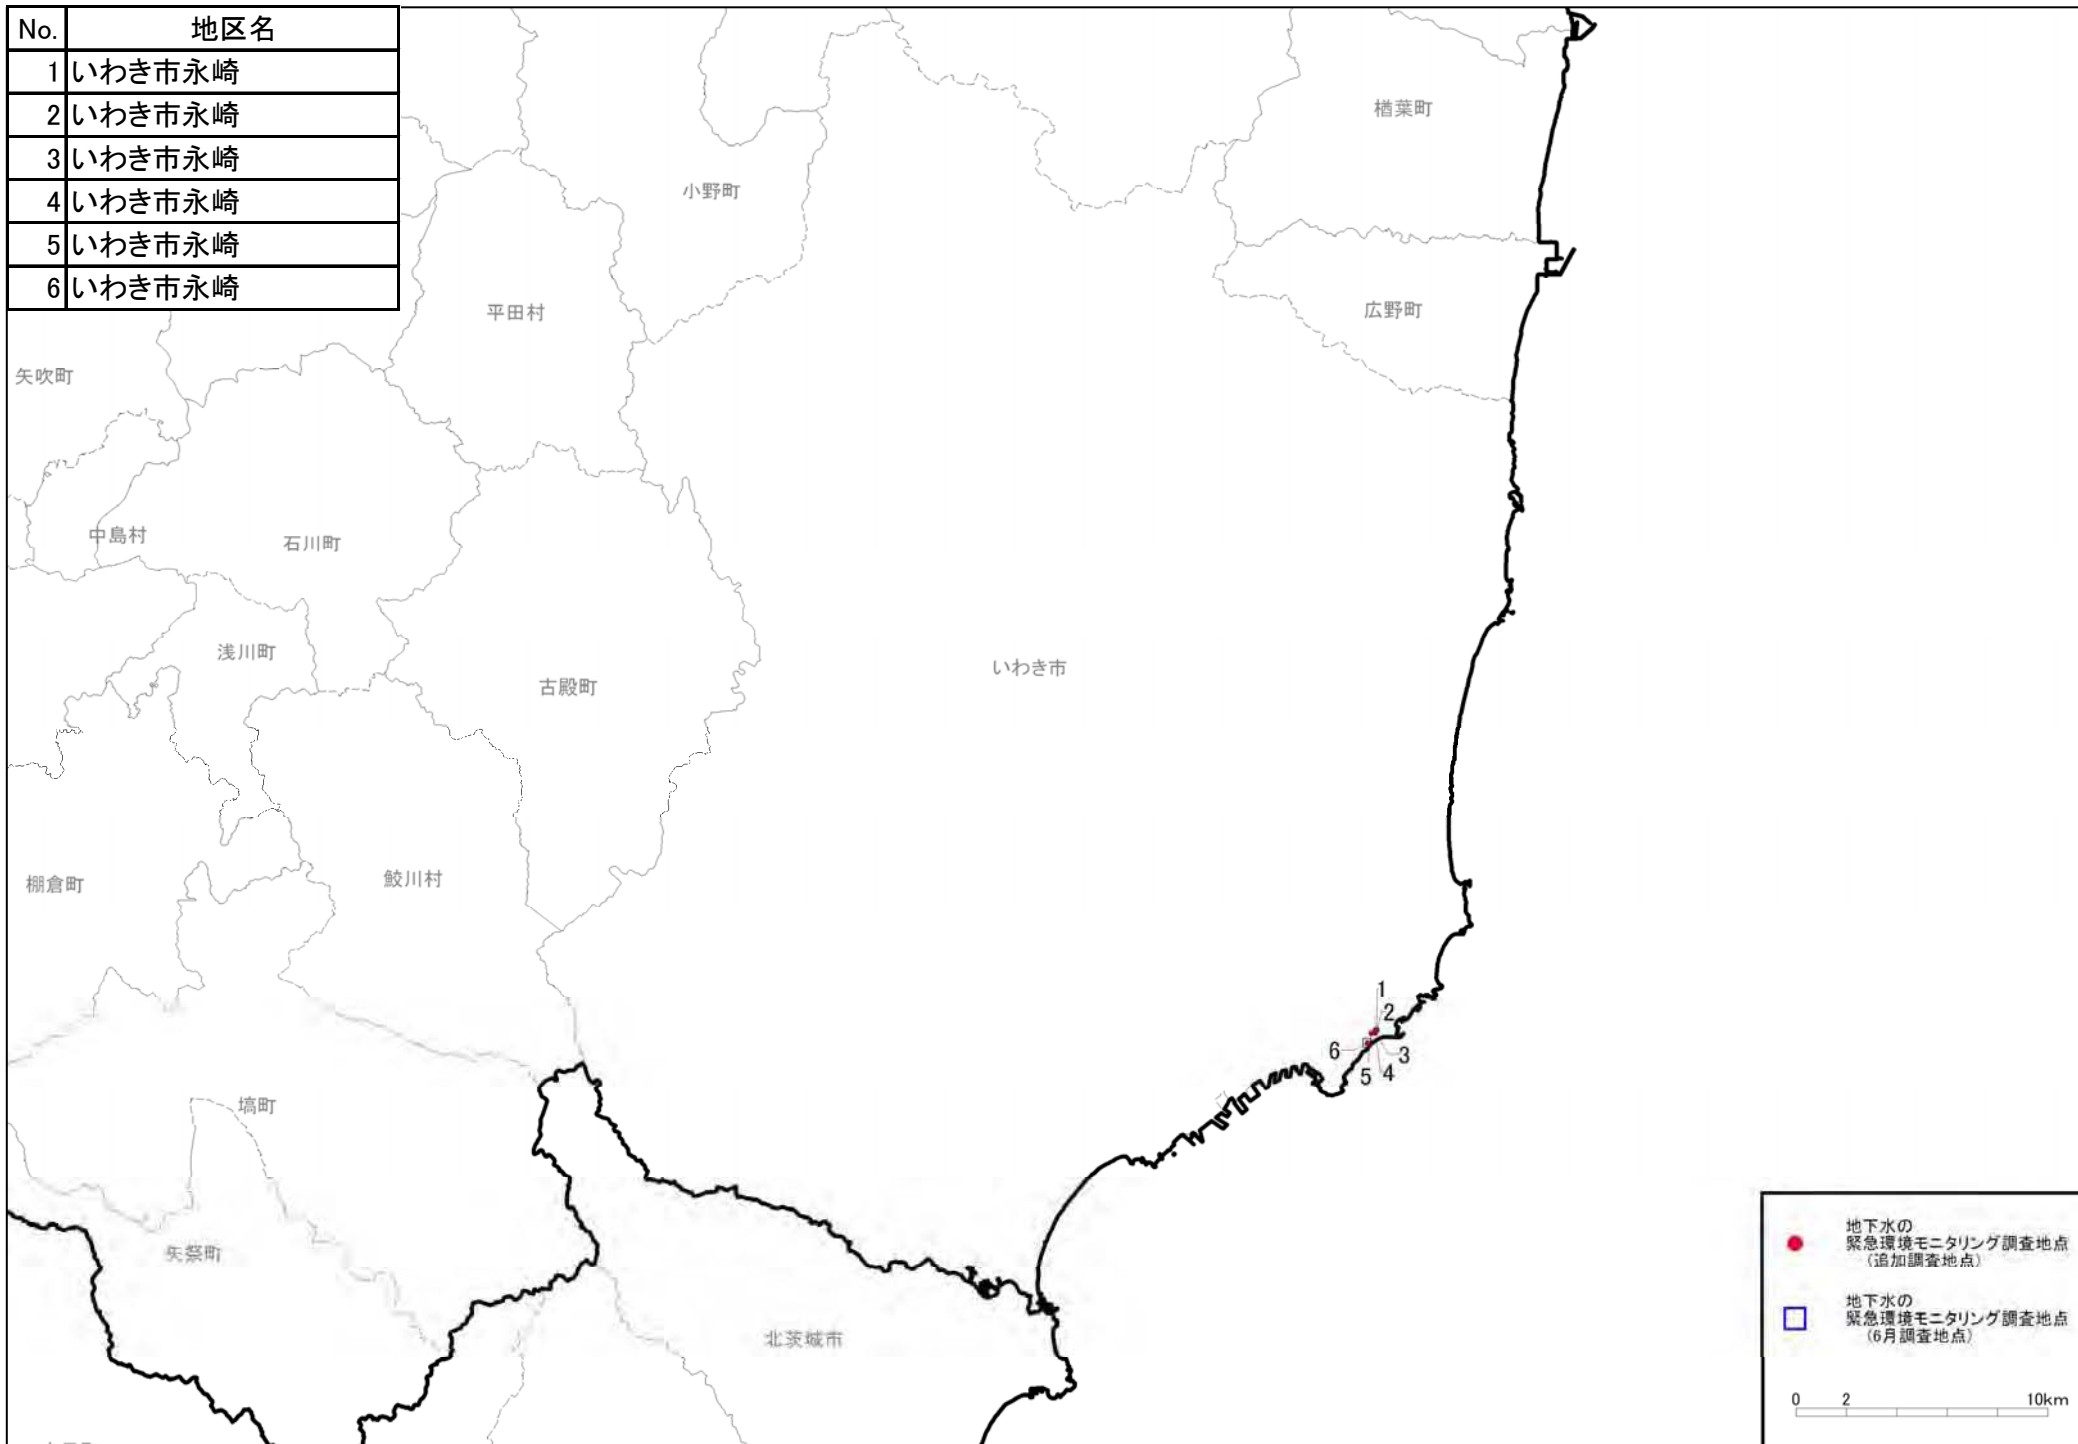 No. 地区名
1 いわき市永崎
2 いわき市永崎
3 いわき市永崎
4 いわき市永崎
5 いわき市永崎
6 いわき市永崎
楢葉町
小野町
平田村
広野町
矢吹町
中島村
石川町
浅川町
いわき市
古殿町
棚倉町
鮫川村
1
2
6
3
5
4
塙町
矢祭町
北茨城市
地下水の
緊急環境モニタリング調査地点
(追加調査地点)
地下水の
緊急環境モニタリング調査地点
(6月調査地点)
0 2 10km